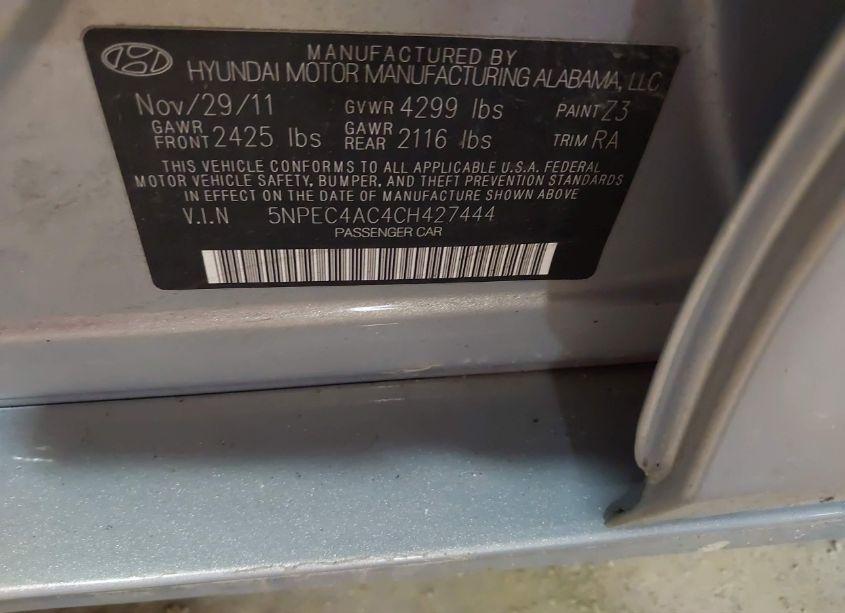 MANUFACTURED BY
HYUNDAI MOTOR MANUFACTURING ALABAMA, LLC
Nov/29/11 GVWR 4299 lbs PAINT Z3
GAWR FRONT 2425 lbs GAWR REAR 2116 lbs TRIM RA
THIS VEHICLE CONFORMS TO ALL APPLICABLE U.S.A. FEDERAL
MOTOR VEHICLE SAFETY, BUMPER, AND THEFT PREVENTION STANDARDS
IN EFFECT ON THE DATE OF MANUFACTURE SHOWN ABOVE
V.I.N 5NPEC4AC4CH427444
PASSENGER CAR